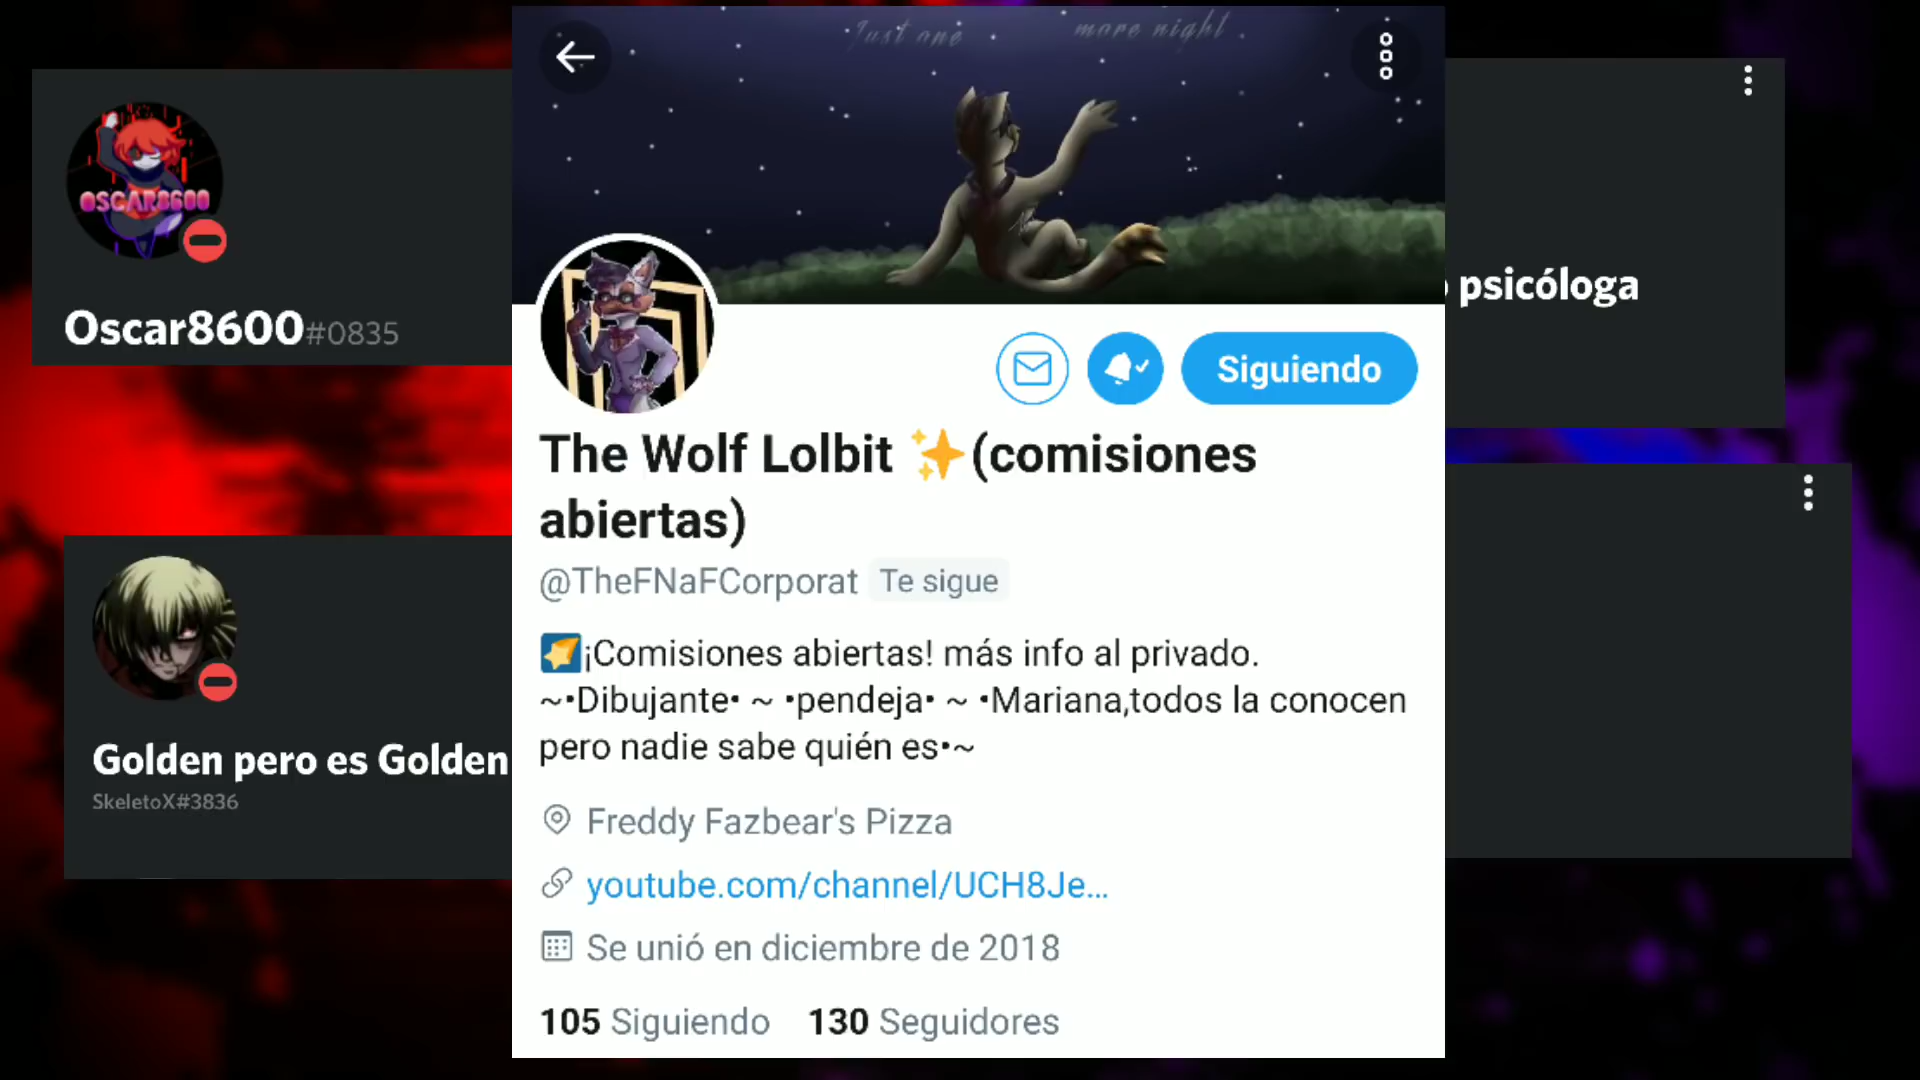 Just one more night
OSCAR8600
Oscar8600#0835
Golden pero es Golden
SkeletoX#3836
Siguiendo
The Wolf Lolbit ✨(comisiones
abiertas)
@TheFNaFCorporat Te sigue
🌠¡Comisiones abiertas! más info al privado.
~•Dibujante• ~ •pendeja• ~ •Mariana,todos la conocen
pero nadie sabe quién es•~
Freddy Fazbear's Pizza
youtube.com/channel/UCH8Je...
Se unió en diciembre de 2018
105 Siguiendo 130 Seguidores
psicóloga